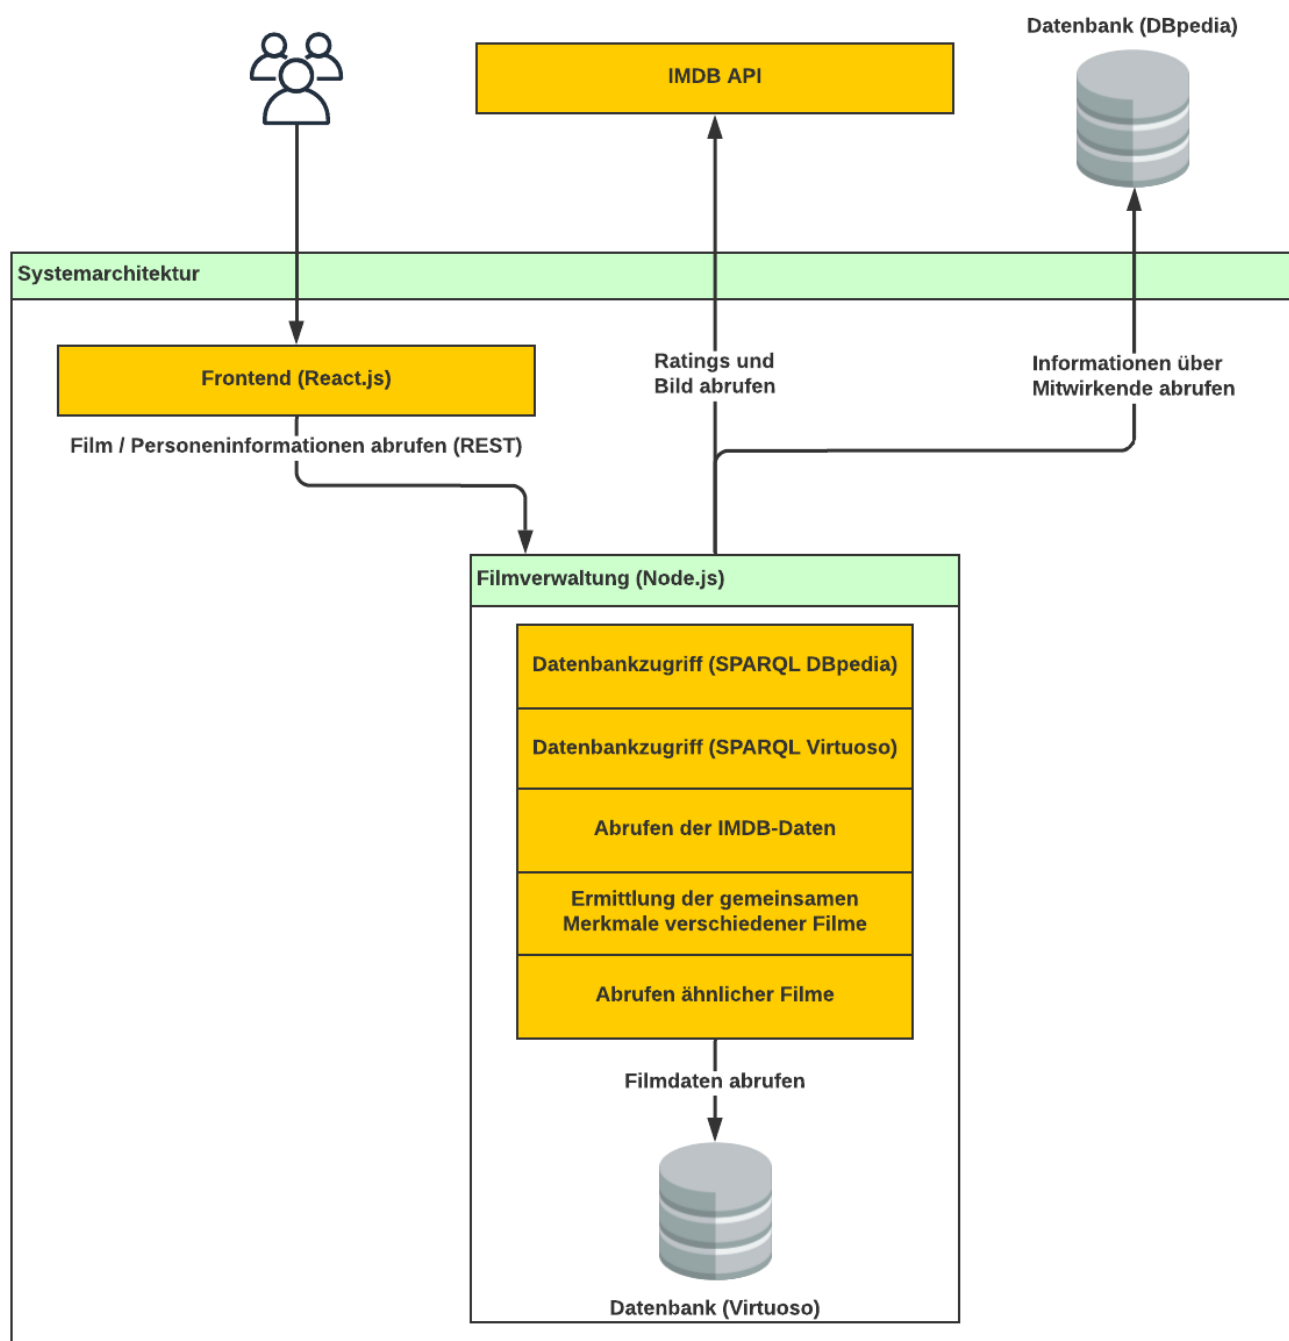 Datenbank (DBpedia)
IMDB API
Systemarchitektur
Frontend (React.js)
Ratings und
Bild abrufen
Informationen über
Mitwirkende abrufen
Film / Personeninformationen abrufen (REST)
Filmverwaltung (Node.js)
Datenbankzugriff (SPARQL DBpedia)
Datenbankzugriff (SPARQL Virtuoso)
Abrufen der IMDB-Daten
Ermittlung der gemeinsamen
Merkmale verschiedener Filme
Abrufen ähnlicher Filme
Filmdaten abrufen
Datenbank (Virtuoso)